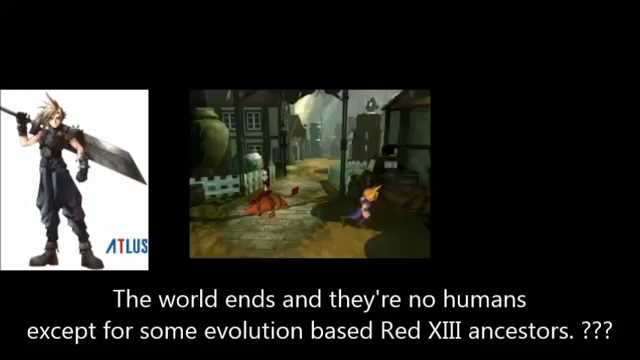 ATLUS
The world ends and they're no humans
except for some evolution based Red XIII ancestors. ???